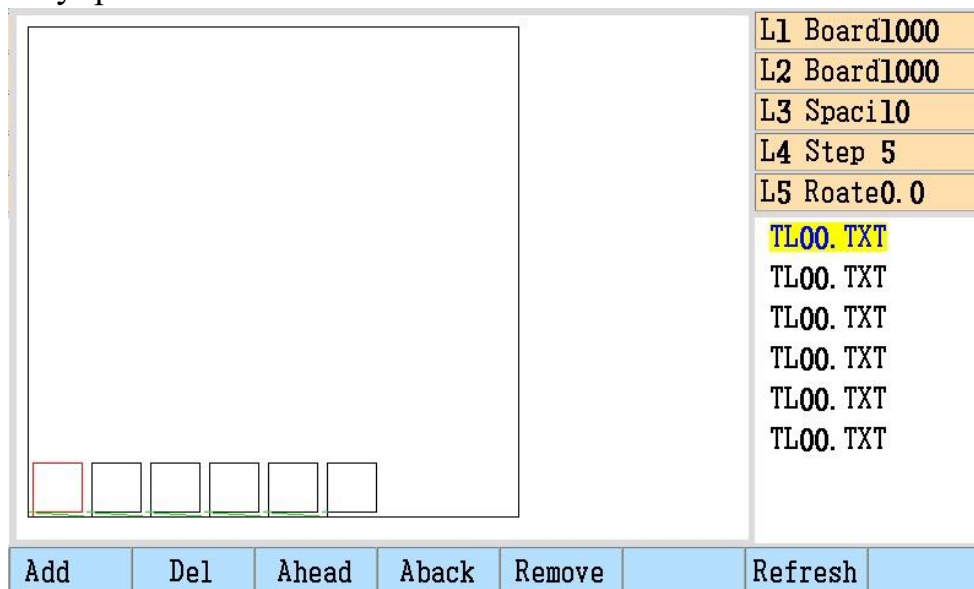 L1 Board1000
L2 Board1000
L3 Spaci10
L4 Step 5
L5 Roate0.0
TL00.TXT
TL00.TXT
TL00.TXT
TL00.TXT
TL00.TXT
TL00.TXT
Add Del Ahead Aback Remove Refresh